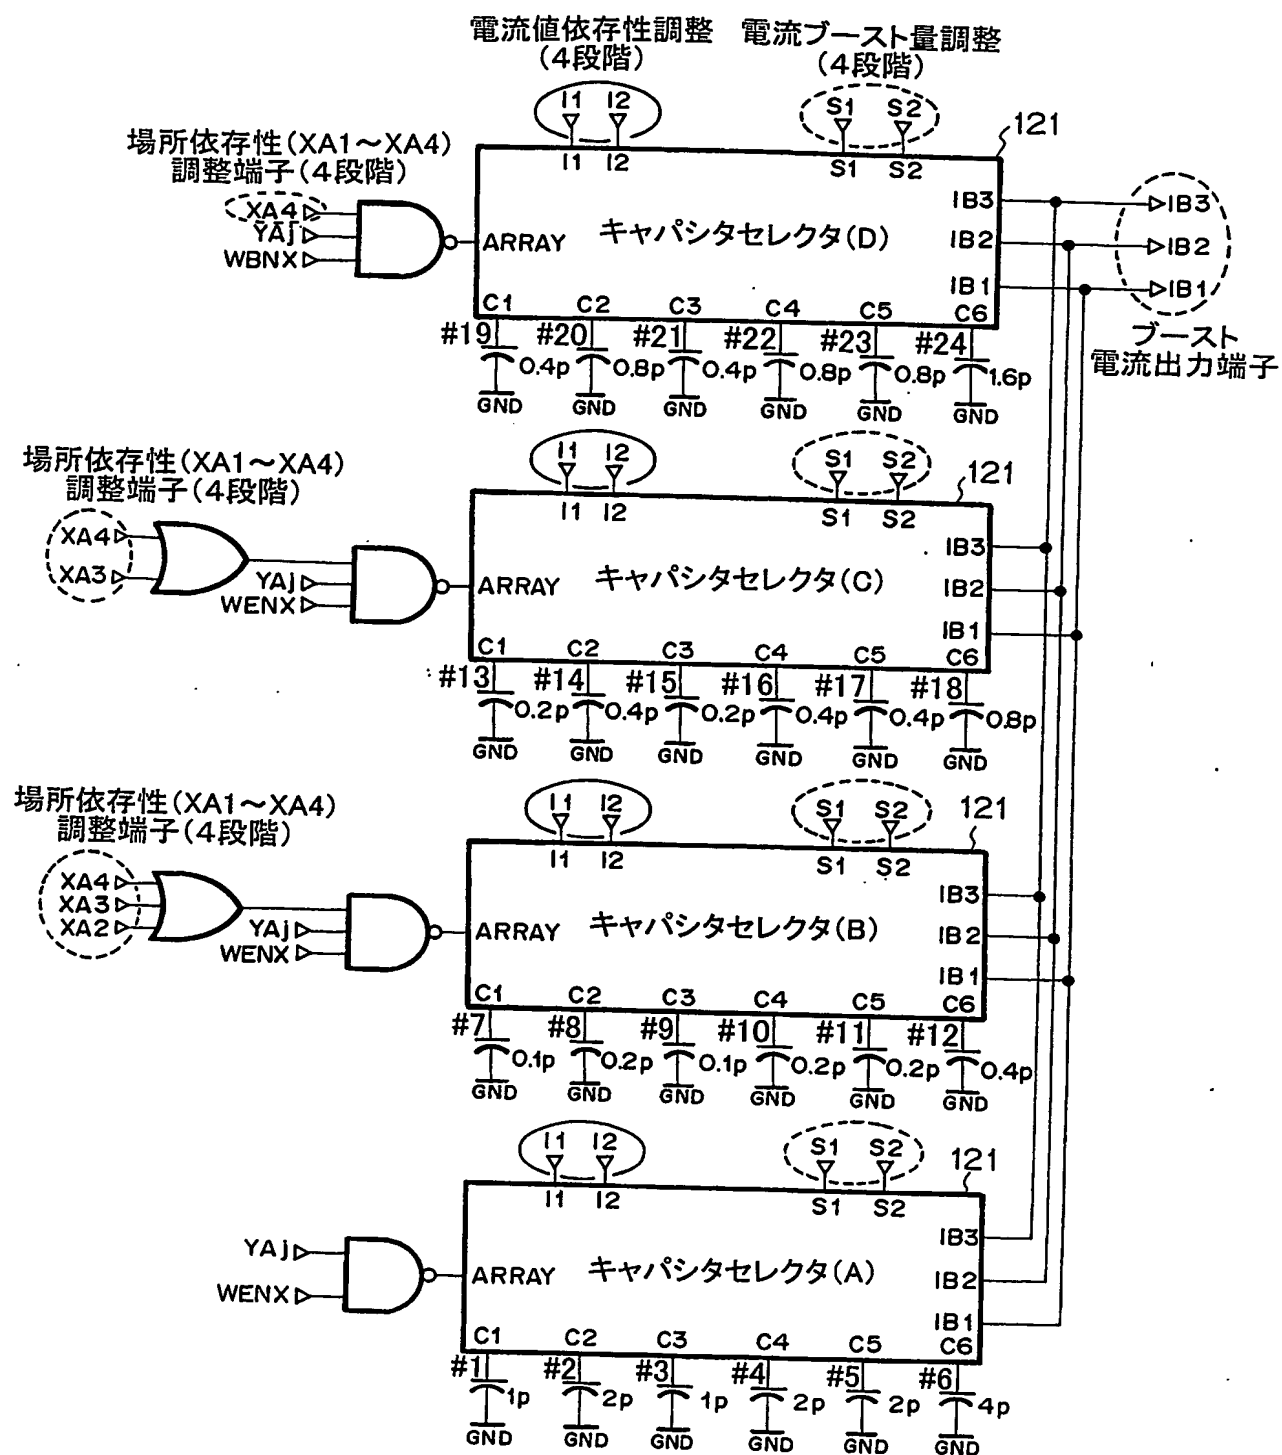 電流値依存性調整
(4段階)
電流ブースト量調整
(4段階)
I1 I2
S1 S2
121
場所依存性(XA1~XA4)
調整端子(4段階)
I1 I2
S1 S2
XA4
YAj
WBNX
ARRAY
キャパシタセレクタ(D)
IB3
IB2
IB1
IB3
IB2
IB1
ブースト
電流出力端子
C1 C2 C3 C4 C5 C6
#19 #20 #21 #22 #23 #24
0.4p 0.8p 0.4p 0.8p 0.8p 1.6p
GND GND GND GND GND GND
場所依存性(XA1~XA4)
調整端子(4段階)
I1 I2
S1 S2
121
I1 I2
S1 S2
XA4
XA3
YAj
WENX
ARRAY
キャパシタセレクタ(C)
IB3
IB2
IB1
C1 C2 C3 C4 C5 C6
#13 #14 #15 #16 #17 #18
0.2p 0.4p 0.2p 0.4p 0.4p 0.8p
GND GND GND GND GND GND
場所依存性(XA1~XA4)
調整端子(4段階)
I1 I2
S1 S2
121
I1 I2
S1 S2
XA4
XA3
XA2
YAj
WENX
ARRAY
キャパシタセレクタ(B)
IB3
IB2
IB1
C1 C2 C3 C4 C5 C6
#7 #8 #9 #10 #11 #12
0.1p 0.2p 0.1p 0.2p 0.2p 0.4p
GND GND GND GND GND GND
I1 I2
S1 S2
121
I1 I2
S1 S2
YAj
WENX
ARRAY
キャパシタセレクタ(A)
IB3
IB2
IB1
C1 C2 C3 C4 C5 C6
#1 #2 #3 #4 #5 #6
1p 2p 1p 2p 2p 4p
GND GND GND GND GND GND